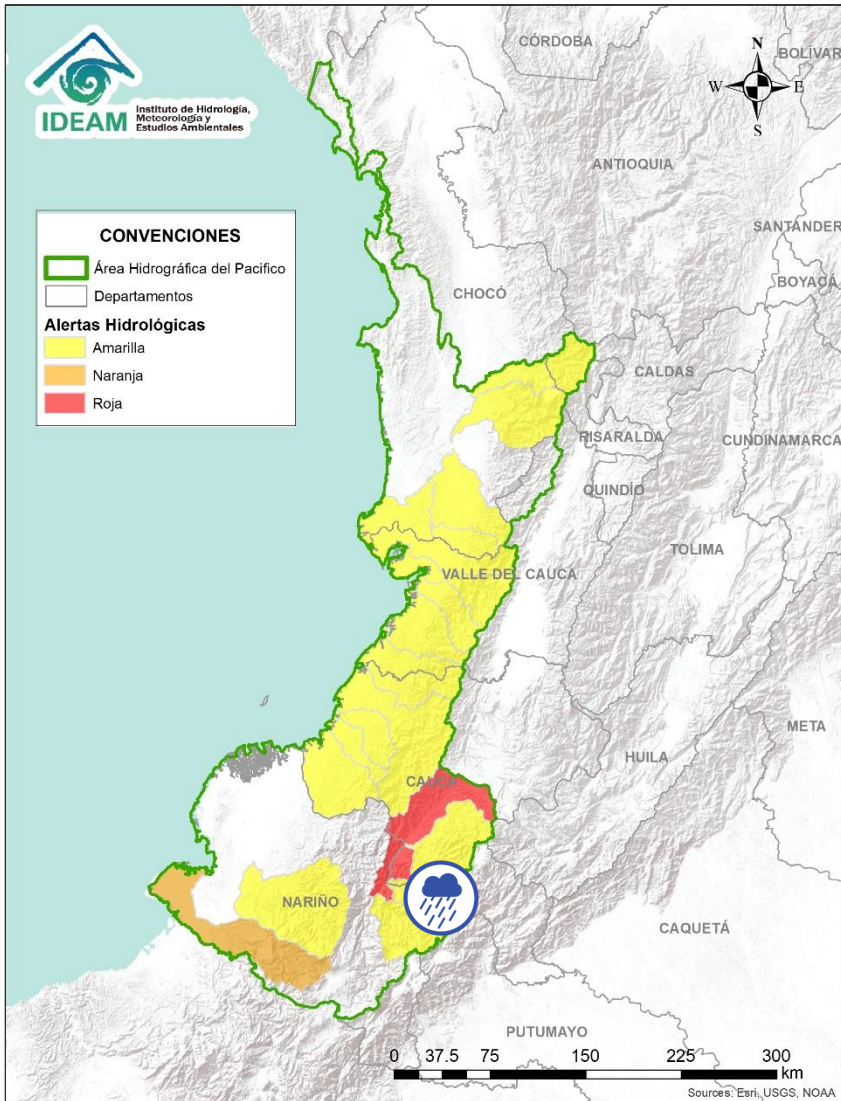 IDEAM
Instituto de Hidrología,
Meteorología y
Estudios Ambientales
N
W
E
S
CÓRDOBA
BOLÍVAR
ANTIOQUIA
SANTANDER
BOYACÁ
CHOCÓ
CALDAS
RISARALDA
CUNDINAMARCA
QUINDÍO
TOLIMA
VALLE DEL CAUCA
META
HUILA
CAUCA
NARIÑO
CAQUETÁ
PUTUMAYO
CONVENCIONES
Área Hidrográfica del Pacifico
Departamentos
Alertas Hidrológicas
Amarilla
Naranja
Roja
0 37.5 75 150 225 300
km
Sources: Esri, USGS, NOAA